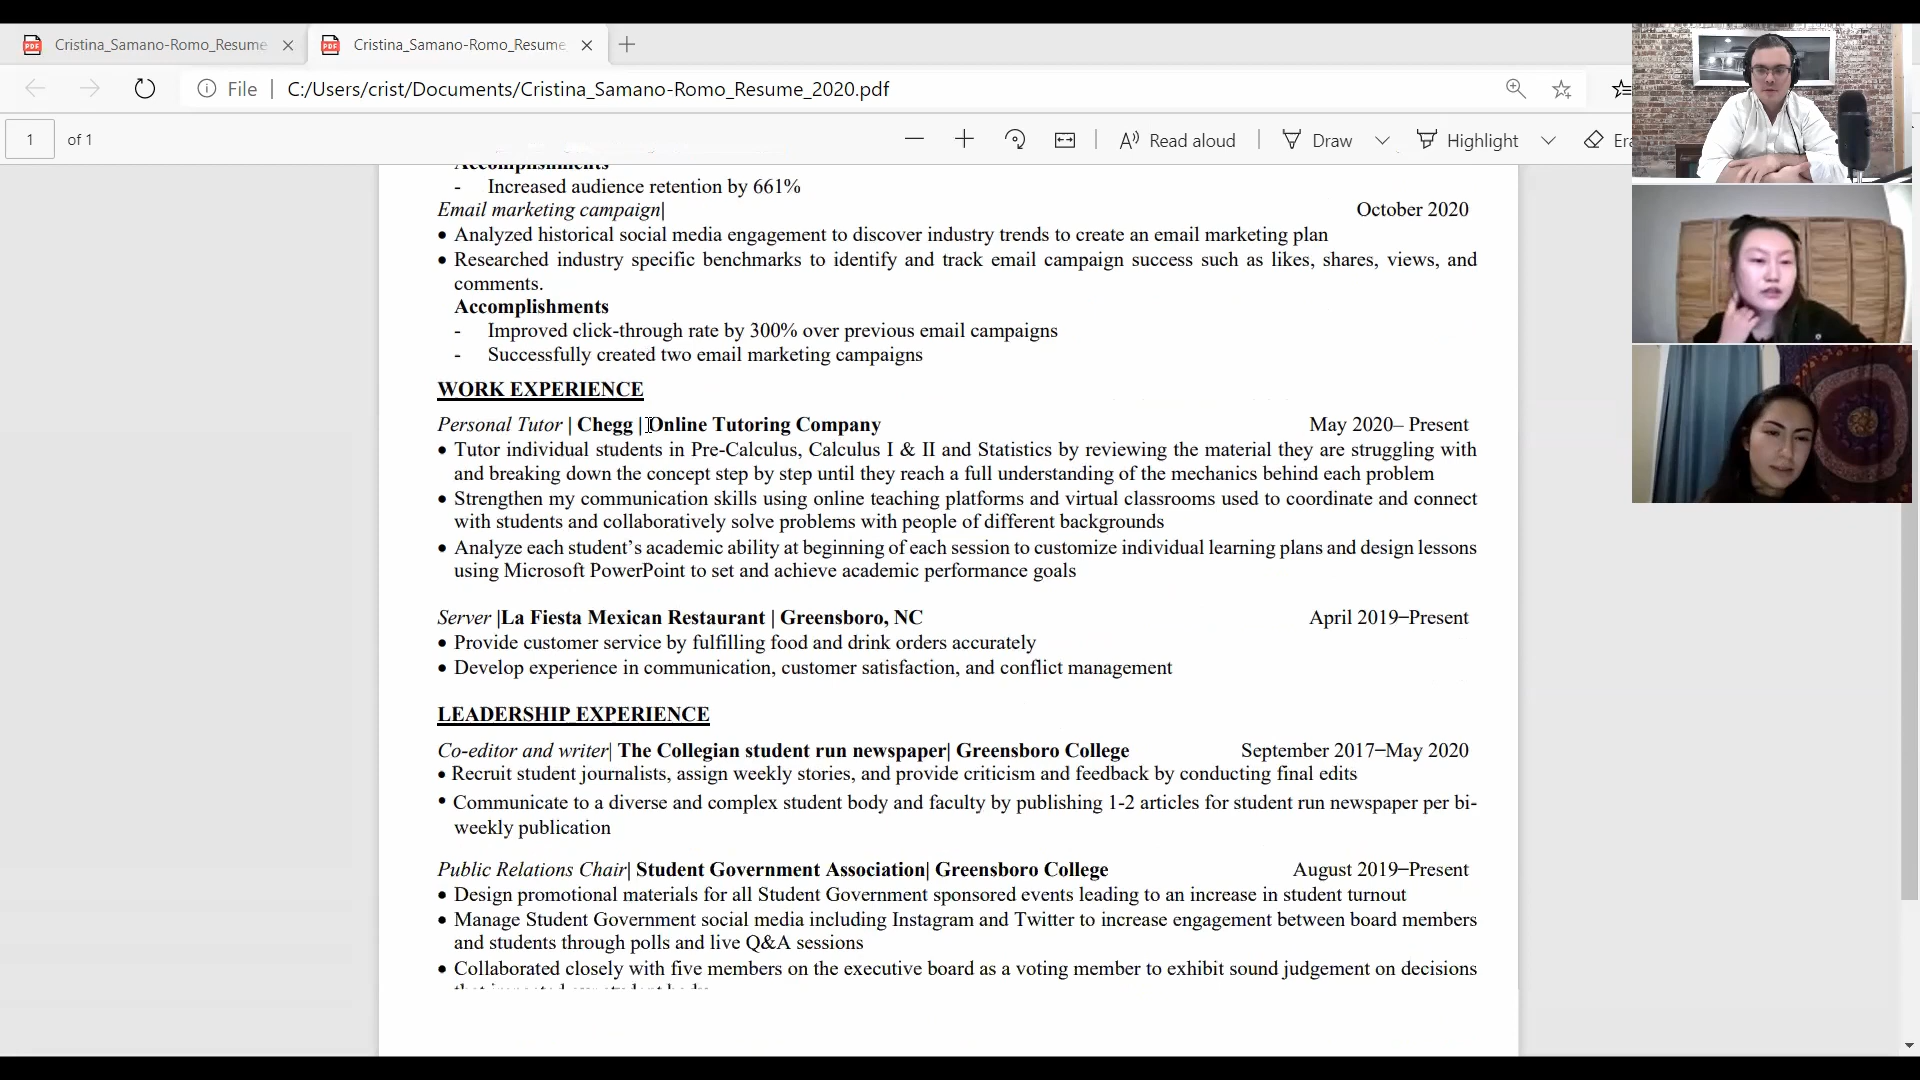 Cristina_Samano-Romo_Resume
Cristina_Samano-Romo_Resume
File
C:/Users/crist/Documents/Cristina_Samano-Romo_Resume_2020.pdf
1 of 1
Read aloud
Draw
Highlight
Era
Accomplishments
- Increased audience retention by 661%
Email marketing campaign| October 2020
• Analyzed historical social media engagement to discover industry trends to create an email marketing plan
• Researched industry specific benchmarks to identify and track email campaign success such as likes, shares, views, and
comments.
Accomplishments
- Improved click-through rate by 300% over previous email campaigns
- Successfully created two email marketing campaigns
WORK EXPERIENCE
Personal Tutor | Chegg | Online Tutoring Company May 2020– Present
• Tutor individual students in Pre-Calculus, Calculus I & II and Statistics by reviewing the material they are struggling with
and breaking down the concept step by step until they reach a full understanding of the mechanics behind each problem
• Strengthen my communication skills using online teaching platforms and virtual classrooms used to coordinate and connect
with students and collaboratively solve problems with people of different backgrounds
• Analyze each student’s academic ability at beginning of each session to customize individual learning plans and design lessons
using Microsoft PowerPoint to set and achieve academic performance goals
Server |La Fiesta Mexican Restaurant | Greensboro, NC April 2019–Present
• Provide customer service by fulfilling food and drink orders accurately
• Develop experience in communication, customer satisfaction, and conflict management
LEADERSHIP EXPERIENCE
Co-editor and writer| The Collegian student run newspaper| Greensboro College September 2017–May 2020
• Recruit student journalists, assign weekly stories, and provide criticism and feedback by conducting final edits
• Communicate to a diverse and complex student body and faculty by publishing 1-2 articles for student run newspaper per bi-
weekly publication
Public Relations Chair| Student Government Association| Greensboro College August 2019–Present
• Design promotional materials for all Student Government sponsored events leading to an increase in student turnout
• Manage Student Government social media including Instagram and Twitter to increase engagement between board members
and students through polls and live Q&A sessions
• Collaborated closely with five members on the executive board as a voting member to exhibit sound judgement on decisions